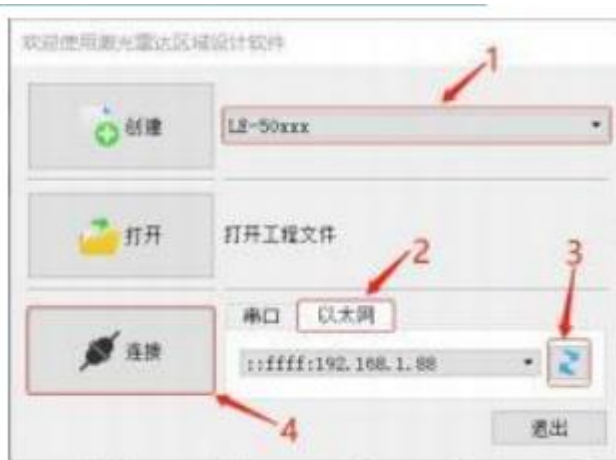 欢迎使用激光雷达区域设计软件
1
创建
LS-50xxx
打开
打开工程文件
2
3
串口
以太网
连接
::ffff:192.168.1.88
4
退出